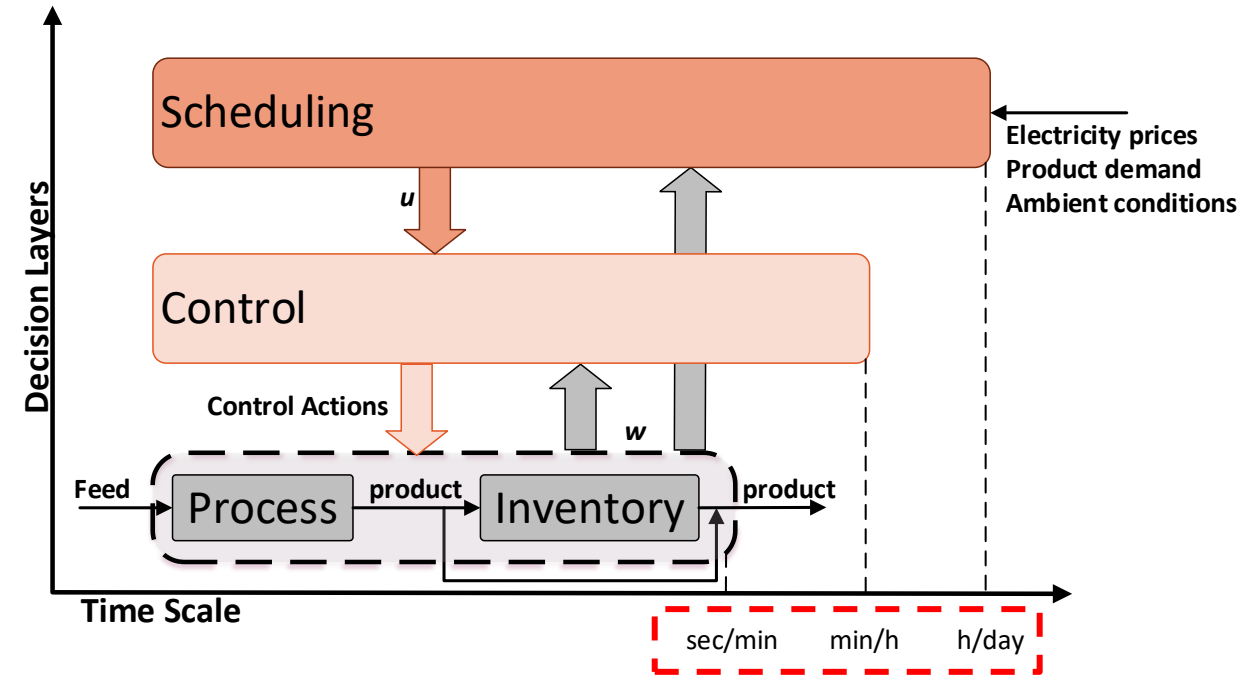 Scheduling
Electricity prices
Product demand
Ambient conditions
u
Decision Layers
Control
Control Actions
w
Feed
Process
product
Inventory
product
Time Scale
sec/min
min/h
h/day